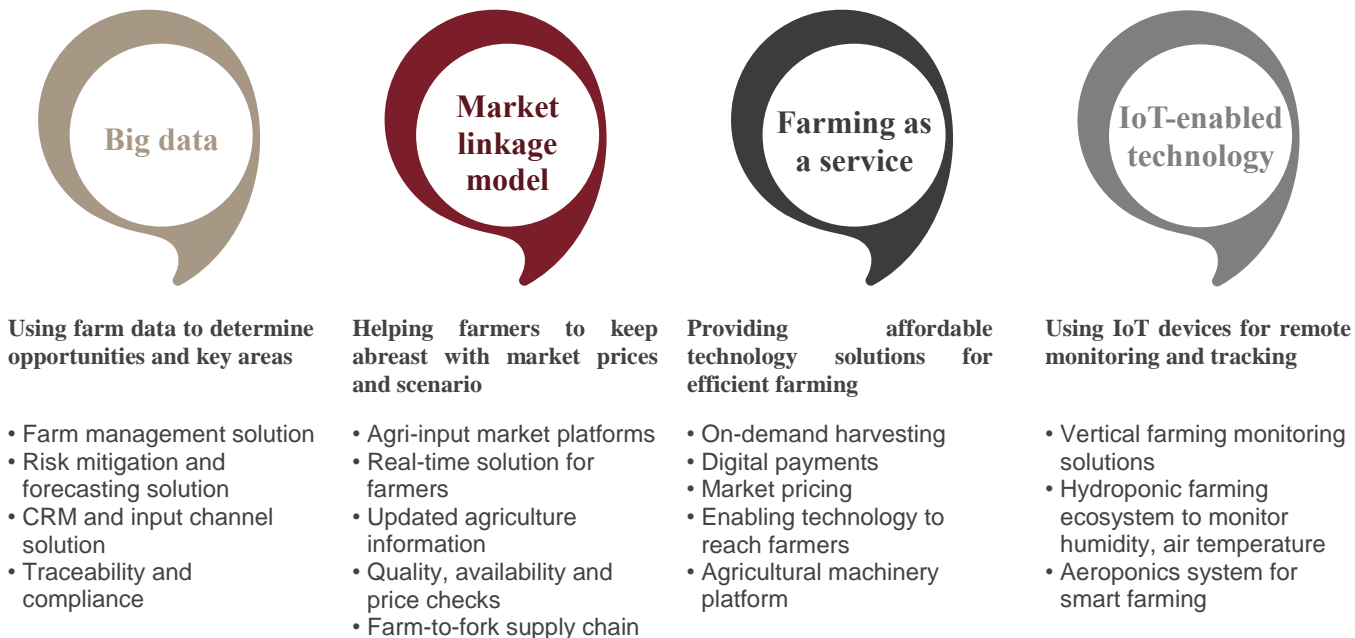 Big data
Using farm data to determine
opportunities and key areas
• Farm management solution
• Risk mitigation and
forecasting solution
• CRM and input channel
solution
• Traceability and
compliance
Market
linkage
model
Helping farmers to keep
abreast with market prices
and scenario
• Agri-input market platforms
• Real-time solution for
farmers
• Updated agriculture
information
• Quality, availability and
price checks
• Farm-to-fork supply chain
Farming as
a service
Providing affordable
technology solutions for
efficient farming
• On-demand harvesting
• Digital payments
• Market pricing
• Enabling technology to
reach farmers
• Agricultural machinery
platform
IoT-enabled
technology
Using IoT devices for remote
monitoring and tracking
• Vertical farming monitoring
solutions
• Hydroponic farming
ecosystem to monitor
humidity, air temperature
• Aeroponics system for
smart farming